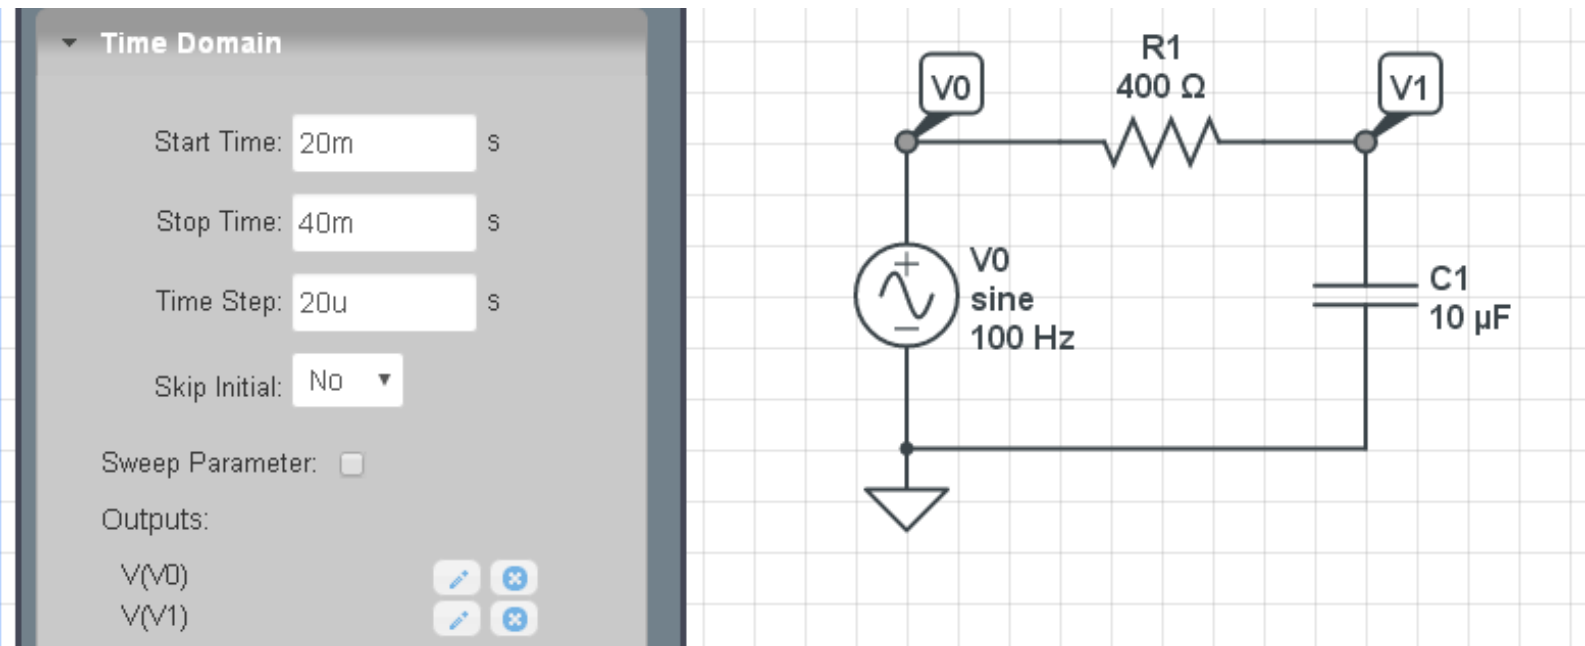 Time Domain
Start Time: 20m s
Stop Time: 40m s
Time Step: 20u s
Skip Initial: No
Sweep Parameter:
Outputs:
V(V0)
V(V1)
V0
R1
400 Ω
V1
V0
sine
100 Hz
C1
10 µF